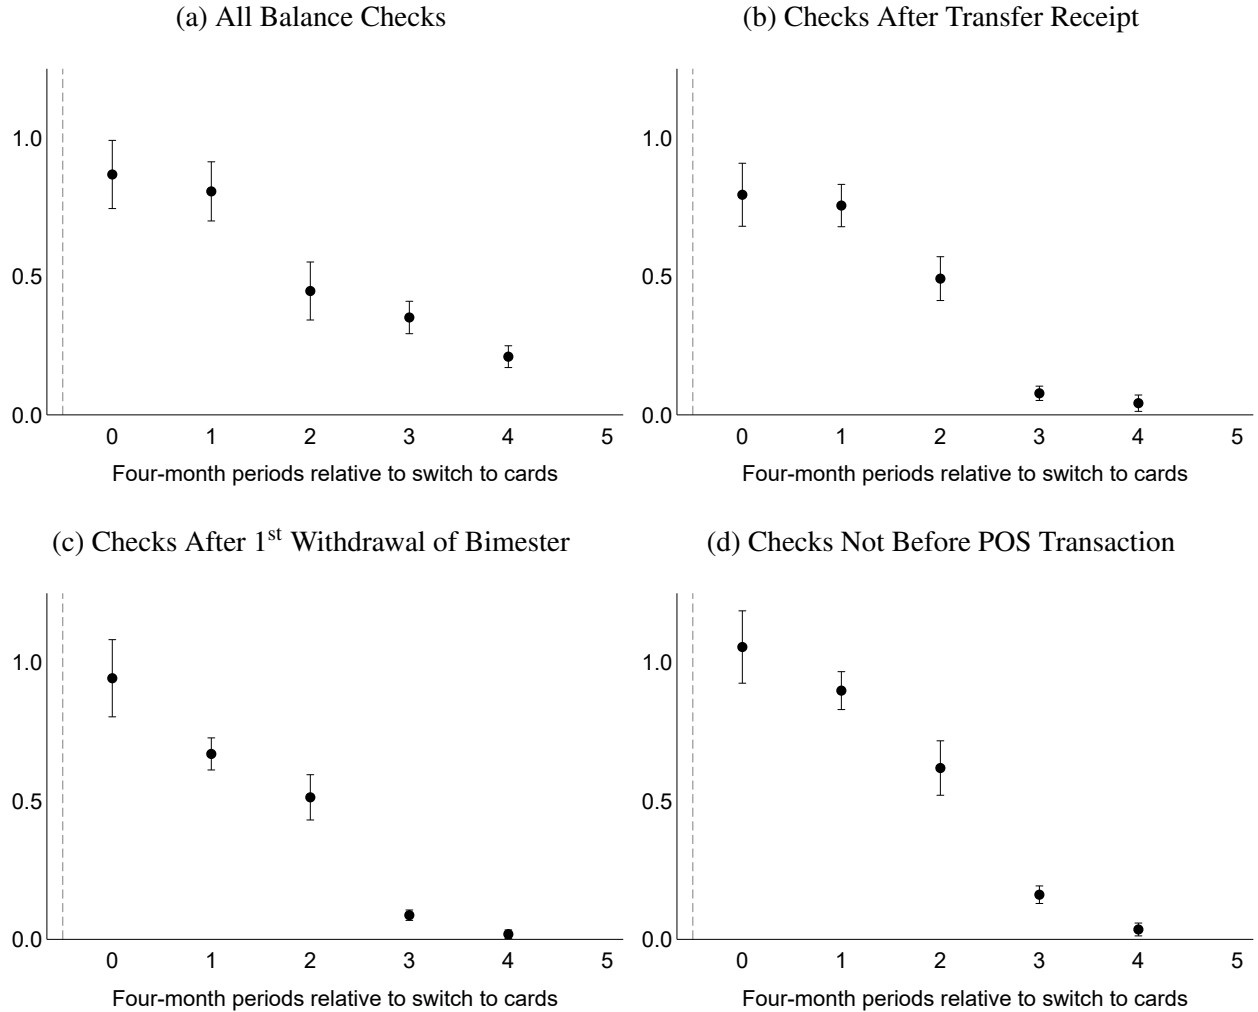 (a) All Balance Checks
1.0
0.5
0.0
0 1 2 3 4 5
Four-month periods relative to switch to cards
(b) Checks After Transfer Receipt
1.0
0.5
0.0
0 1 2 3 4 5
Four-month periods relative to switch to cards
(c) Checks After 1st Withdrawal of Bimester
1.0
0.5
0.0
0 1 2 3 4 5
Four-month periods relative to switch to cards
(d) Checks Not Before POS Transaction
1.0
0.5
0.0
0 1 2 3 4 5
Four-month periods relative to switch to cards